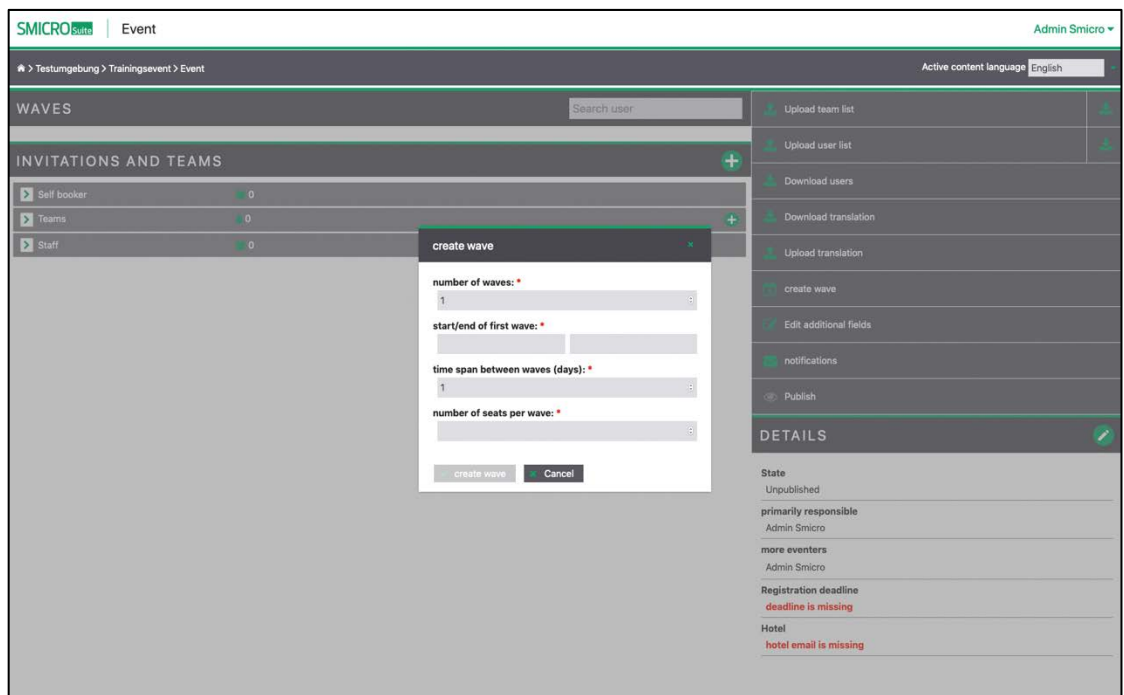 SMICRO Suite Event Admin Smicro
> Testumgebung > Trainingsevent > Event Active content language English
WAVES Search user
INVITATIONS AND TEAMS
Self booker 0
Teams 0
Staff 0
create wave
number of waves: *
1
start/end of first wave: *
time span between waves (days): *
1
number of seats per wave: *
create wave Cancel
Upload team list
Upload user list
Download users
Download translation
Upload translation
create wave
Edit additional fields
notifications
Publish
DETAILS
State
Unpublished
primarily responsible
Admin Smicro
more eventers
Admin Smicro
Registration deadline
deadline is missing
Hotel
hotel email is missing